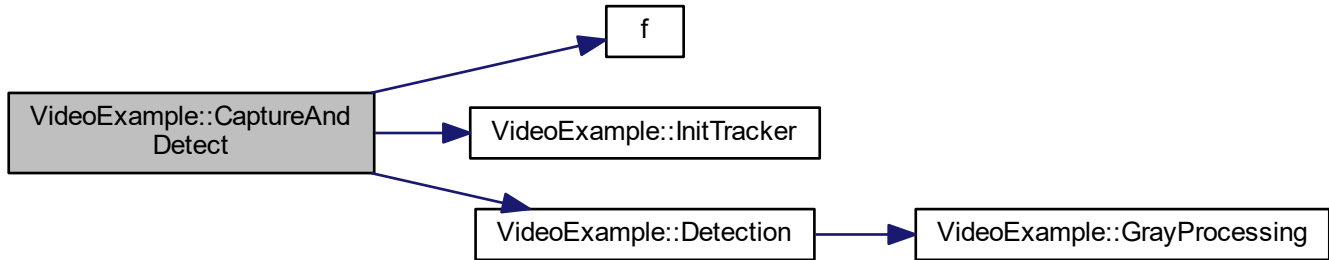 f
VideoExample::CaptureAnd
Detect
VideoExample::InitTracker
VideoExample::Detection
VideoExample::GrayProcessing